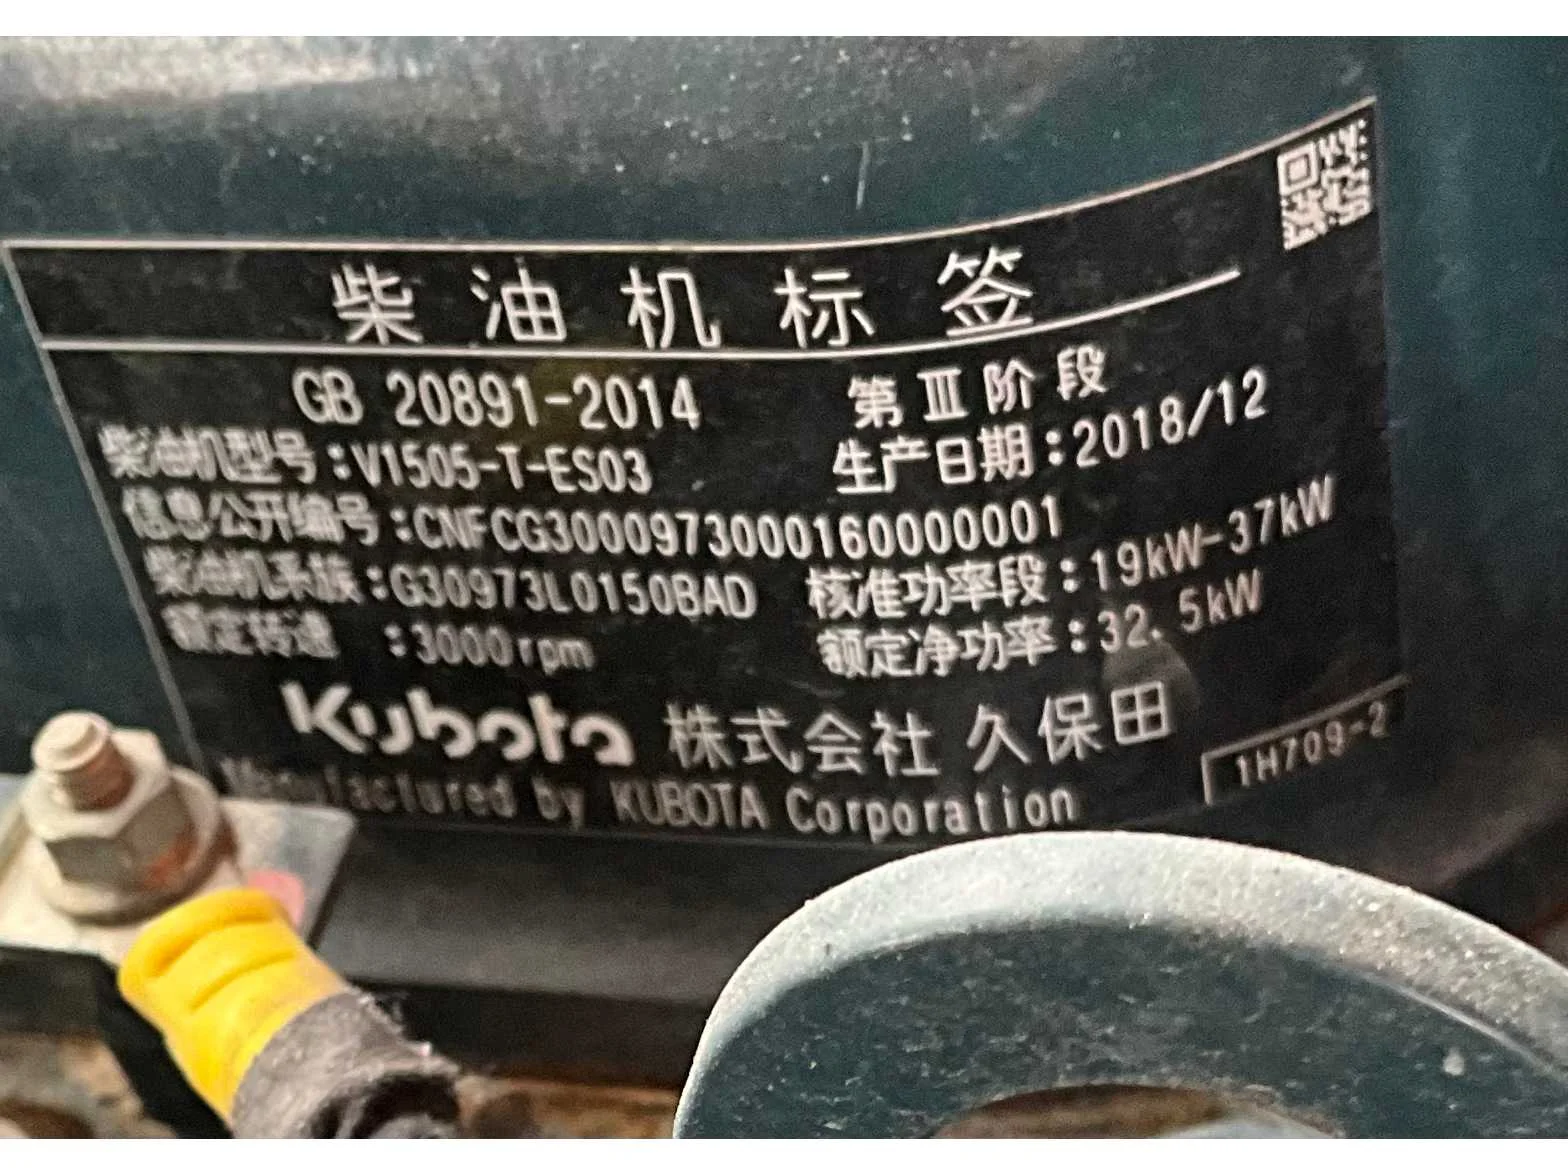 柴油机标签
GB 20891-2014 第Ⅲ阶段
柴油机型号:V1505-T-ES03 生产日期:2018/12
信息公开编号:CNFCG3000973000160000001
柴油机系族:G30973L0150BAD 核准功率段:19kW-37kW
额定转速 :3000rpm 额定净功率:32.5kW
Kubota 株式会社 久保田
Manufactured by KUBOTA Corporation
1H709-2